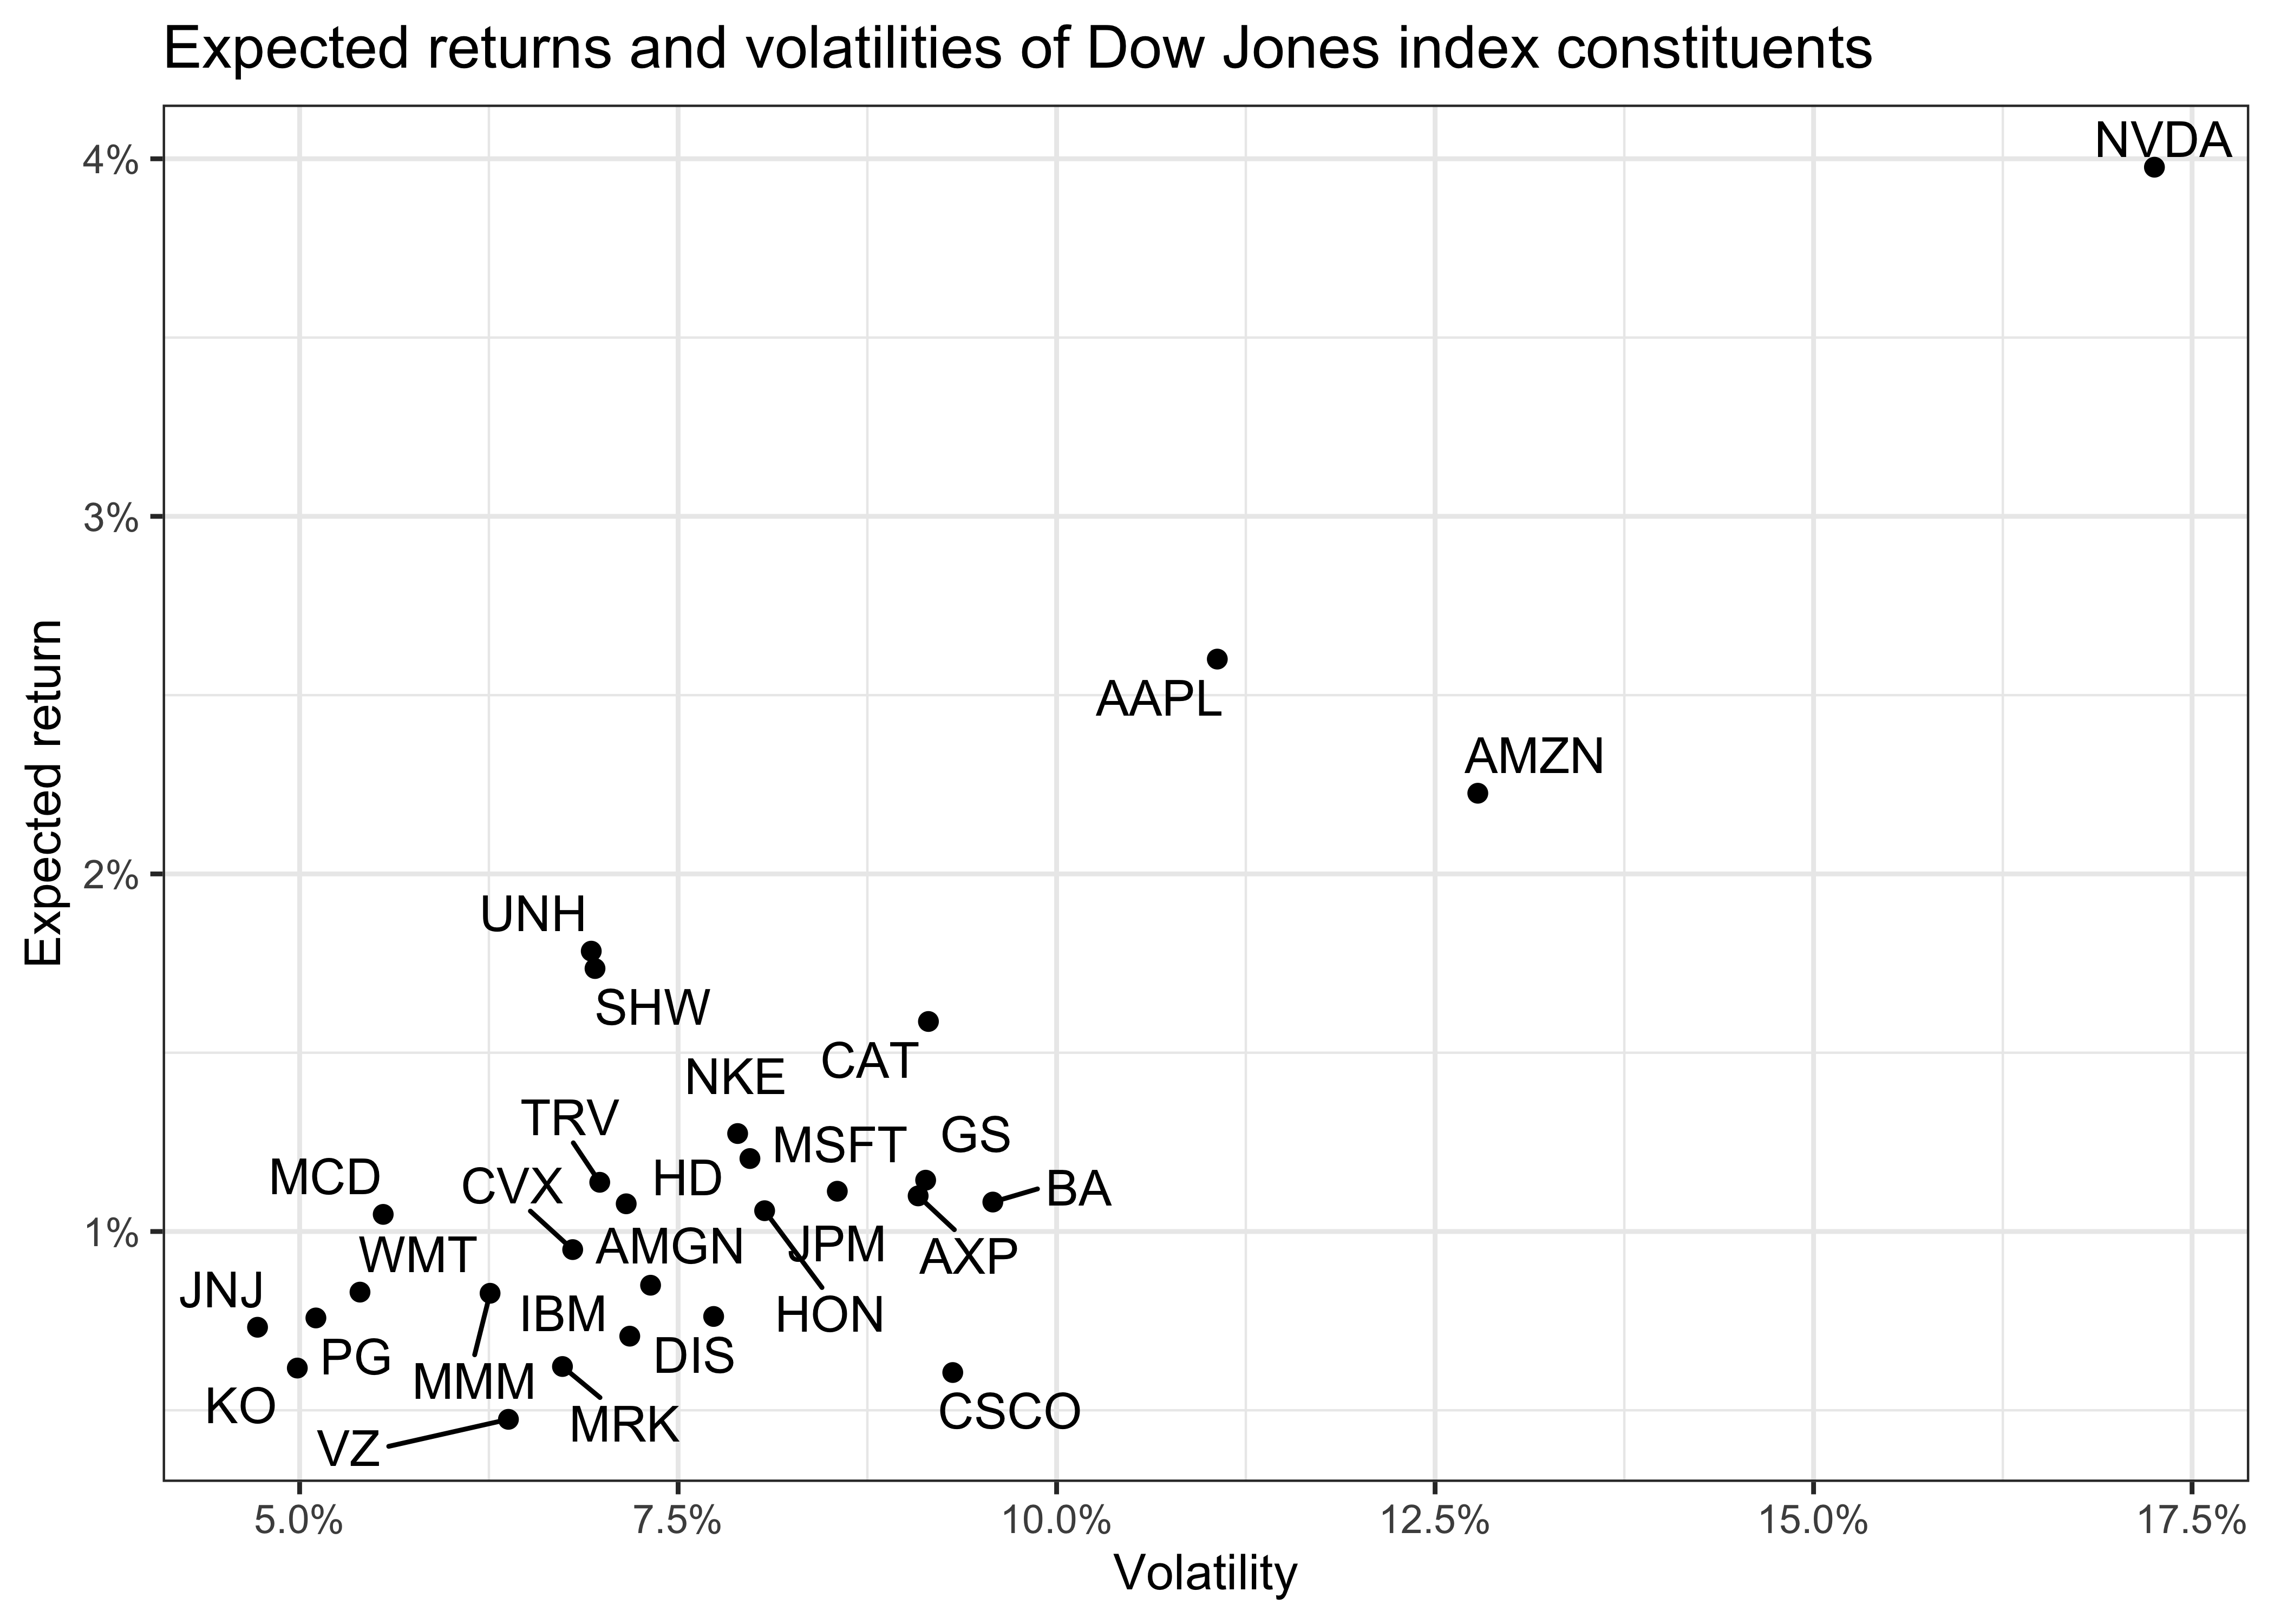 Expected returns and volatilities of Dow Jones index constituents
Expected return
4%
3%
2%
1%
NVDA
AAPL
AMZN
UNH
SHW
CAT
NKE
TRV
GS
MSFT
MCD
CVX
HD
BA
WMT
AMGN
JPM
AXP
JNJ
IBM
HON
PG
DIS
MMM
KO
CSCO
MRK
VZ
5.0%
7.5%
10.0%
12.5%
15.0%
17.5%
Volatility